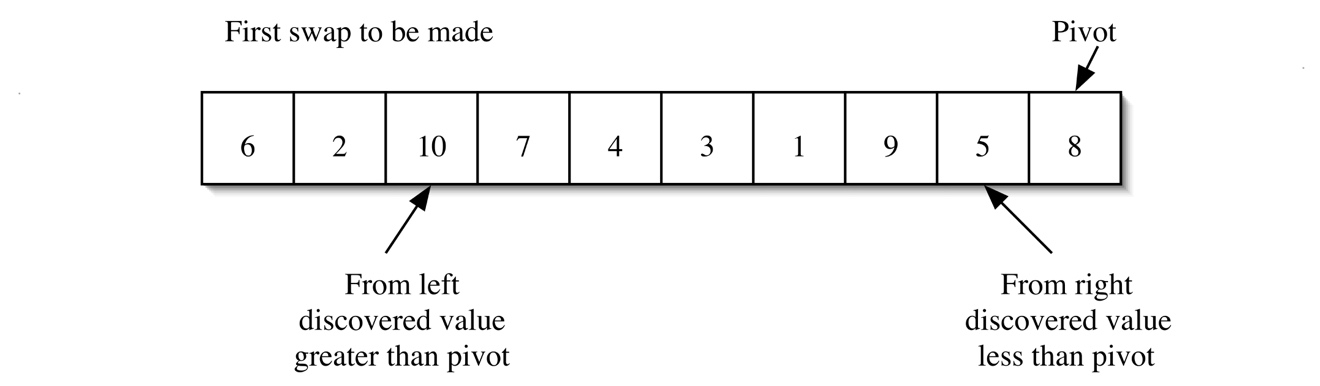 First swap to be made
Pivot
6 2 10 7 4 3 1 9 5 8
From left
discovered value
greater than pivot
From right
discovered value
less than pivot